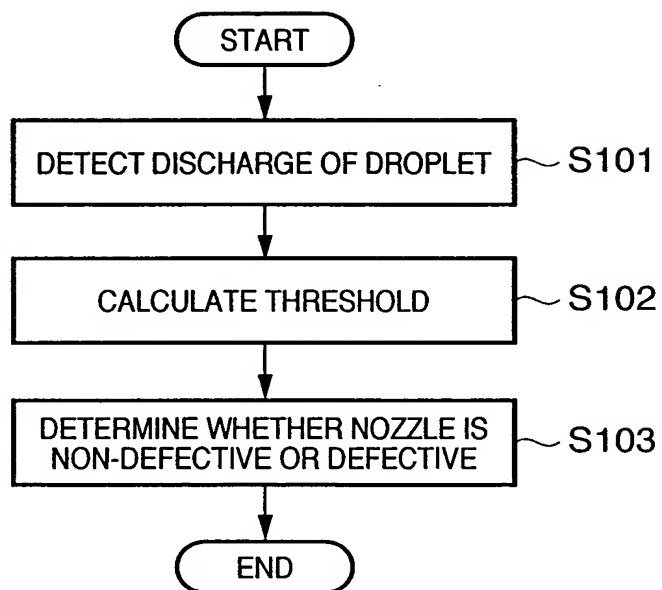 START
DETECT DISCHARGE OF DROPLET
S101
CALCULATE THRESHOLD
S102
DETERMINE WHETHER NOZZLE IS
NON-DEFECTIVE OR DEFECTIVE
S103
END